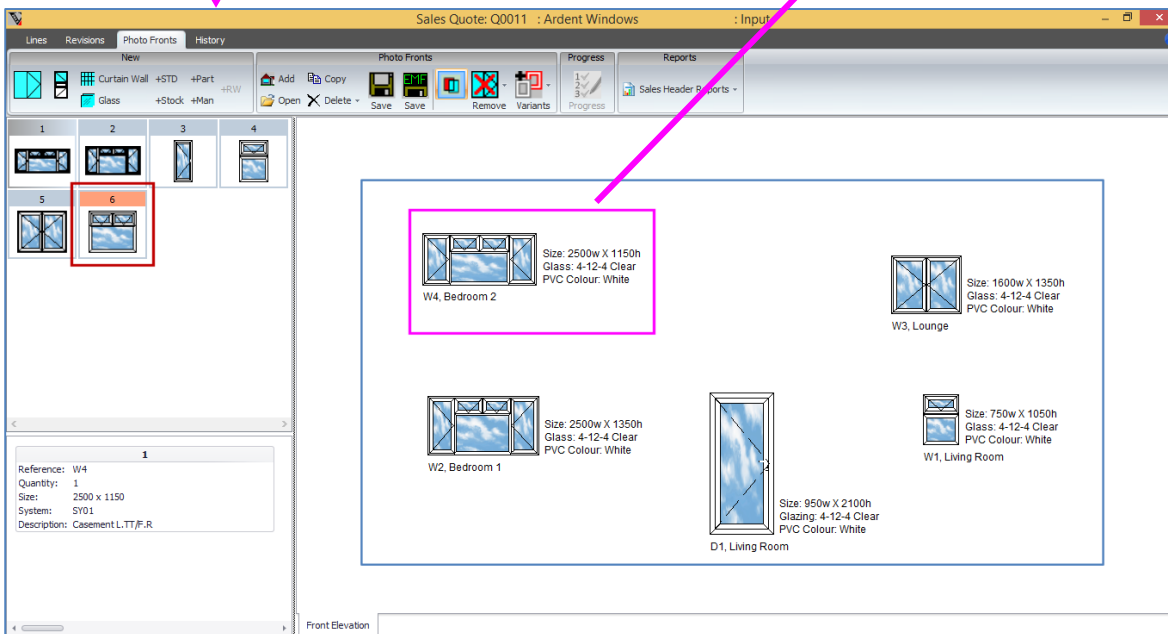 Sales Quote: Q0011 : Ardent Windows : Input
Lines Revisions Photo Fronts History
New Photo Fronts Progress Reports
Curtain Wall +STD +Part +RW
Glass +Stock +Man
Add Copy
Open Delete
Save Save Remove Variants
Progress
Sales Header Reports
1 2 3 4
5 6
Size: 2500w X 1150h
Glass: 4-12-4 Clear
PVC Colour: White
W4, Bedroom 2
Size: 1600w X 1350h
Glass: 4-12-4 Clear
PVC Colour: White
W3, Lounge
Size: 2500w X 1350h
Glass: 4-12-4 Clear
PVC Colour: White
W2, Bedroom 1
Size: 950w X 2100h
Glazing: 4-12-4 Clear
PVC Colour: White
D1, Living Room
Size: 750w X 1050h
Glass: 4-12-4 Clear
PVC Colour: White
W1, Living Room
1
Reference: W4
Quantity: 1
Size: 2500 x 1150
System: SY01
Description: Casement L.TT/F.R
Front Elevation